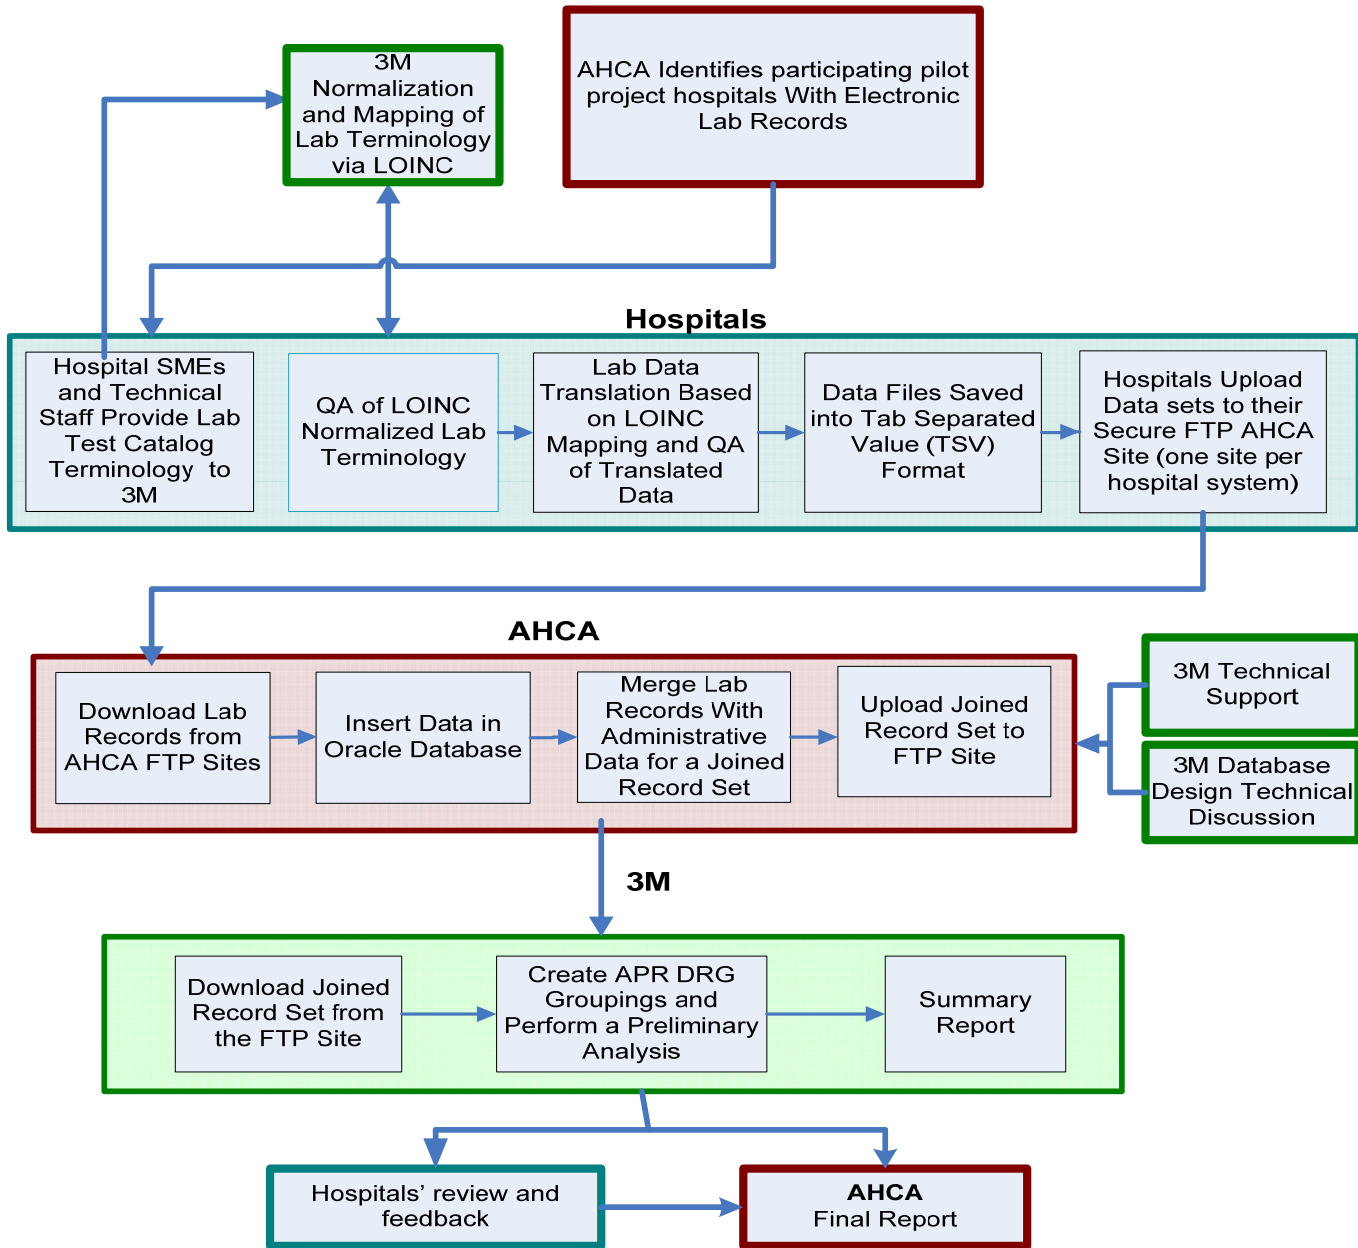 3M
Normalization
and Mapping of
Lab Terminology
via LOINC
AHCA Identifies participating pilot
project hospitals With Electronic
Lab Records
Hospitals
Hospital SMEs
and Technical
Staff Provide Lab
Test Catalog
Terminology to
3M
QA of LOINC
Normalized Lab
Terminology
Lab Data
Translation Based
on LOINC
Mapping and QA
of Translated
Data
Data Files Saved
into Tab Separated
Value (TSV)
Format
Hospitals Upload
Data sets to their
Secure FTP AHCA
Site (one site per
hospital system)
AHCA
Download Lab
Records from
AHCA FTP Sites
Insert Data in
Oracle Database
Merge Lab
Records With
Administrative
Data for a Joined
Record Set
Upload Joined
Record Set to
FTP Site
3M Technical
Support
3M Database
Design Technical
Discussion
3M
Download Joined
Record Set from
the FTP Site
Create APR DRG
Groupings and
Perform a Preliminary
Analysis
Summary
Report
Hospitals’ review and
feedback
AHCA
Final Report